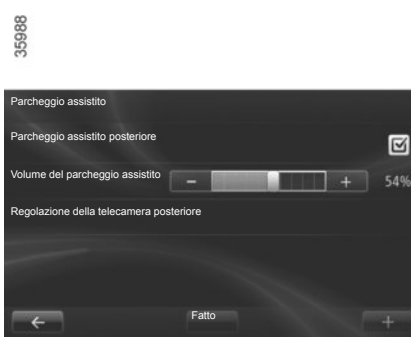 35988
Parcheggio assistito
Parcheggio assistito posteriore
Volume del parcheggio assistito - + 54%
Regolazione della telecamera posteriore
Fatto +